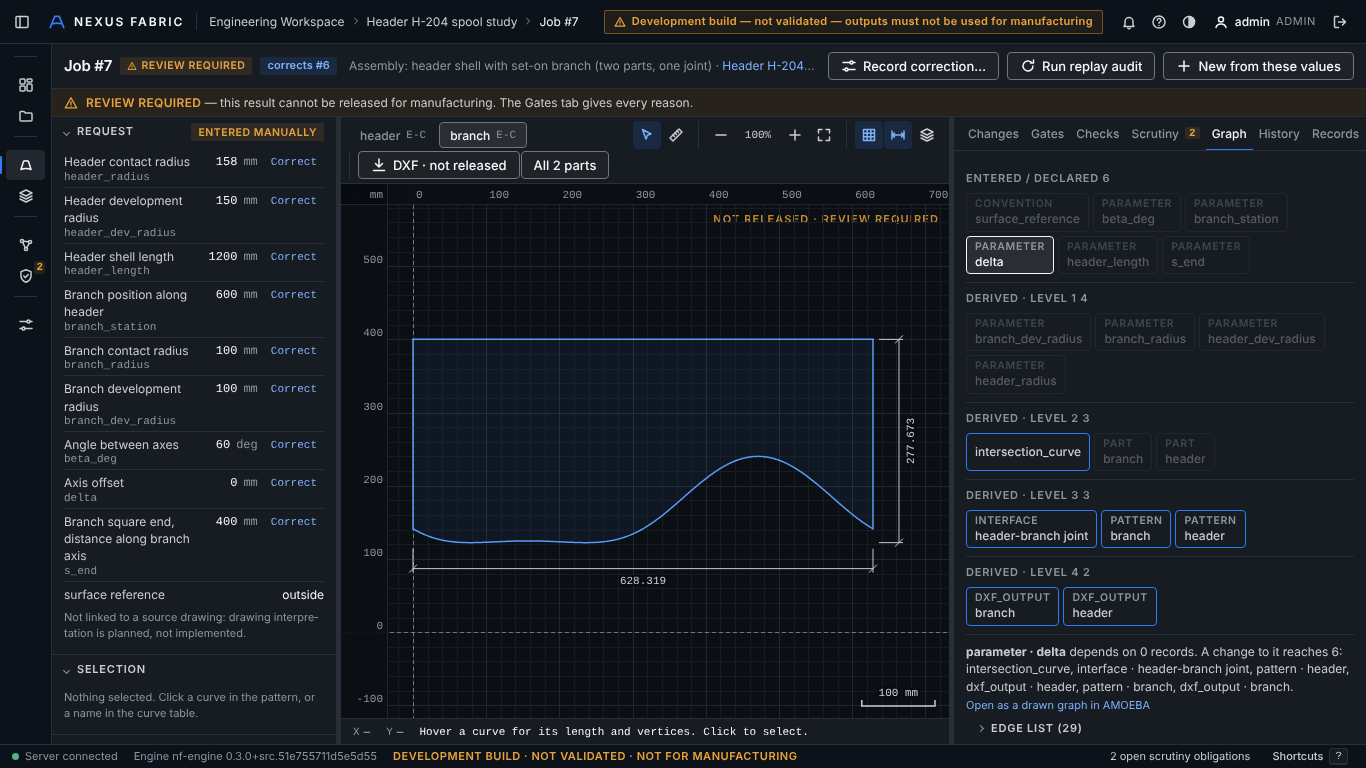 NEXUS FABRIC
Engineering Workspace > Header H-204 spool study > Job #7
Development build — not validated — outputs must not be used for manufacturing
admin ADMIN
Job #7
REVIEW REQUIRED
corrects #6
Assembly: header shell with set-on branch (two parts, one joint) · Header H-204...
Record correction...
Run replay audit
New from these values
REVIEW REQUIRED — this result cannot be released for manufacturing. The Gates tab gives every reason.
REQUEST
ENTERED MANUALLY
Header contact radius 158 mm Correct
header_radius
Header development
radius 150 mm Correct
header_dev_radius
Header shell length 1200 mm Correct
header_length
Branch position along
header 600 mm Correct
branch_station
Branch contact radius 100 mm Correct
branch_radius
Branch development
radius 100 mm Correct
branch_dev_radius
Angle between axes 60 deg Correct
beta_deg
Axis offset 0 mm Correct
delta
Branch square end,
distance along branch
axis 400 mm Correct
s_end
surface reference outside
Not linked to a source drawing: drawing interpre-
tation is planned, not implemented.
SELECTION
Nothing selected. Click a curve in the pattern, or
a name in the curve table.
header E-C
branch E-C
100%
DXF · not released
All 2 parts
mm 0 100 200 300 400 500 600 700
NOT RELEASED · REVIEW REQUIRED
500
400
300
200
100
0
-100
277.673
628.319
100 mm
X — Y — Hover a curve for its length and vertices. Click to select.
Changes Gates Checks Scrutiny 2 Graph History Records
ENTERED / DECLARED 6
CONVENTION
surface_reference
PARAMETER
beta_deg
PARAMETER
branch_station
PARAMETER
delta
PARAMETER
header_length
PARAMETER
s_end
DERIVED · LEVEL 1 4
PARAMETER
branch_dev_radius
PARAMETER
branch_radius
PARAMETER
header_dev_radius
PARAMETER
header_radius
DERIVED · LEVEL 2 3
intersection_curve
PART
branch
PART
header
DERIVED · LEVEL 3 3
INTERFACE
header-branch joint
PATTERN
branch
PATTERN
header
DERIVED · LEVEL 4 2
DXF_OUTPUT
branch
DXF_OUTPUT
header
parameter · delta depends on 0 records. A change to it reaches 6:
intersection_curve, interface · header-branch joint, pattern · header,
dxf_output · header, pattern · branch, dxf_output · branch.
Open as a drawn graph in AMOEBA
EDGE LIST (29)
2
Server connected
Engine nf-engine 0.3.0+src.51e755711d5e5d55
DEVELOPMENT BUILD · NOT VALIDATED · NOT FOR MANUFACTURING
2 open scrutiny obligations
Shortcuts ?